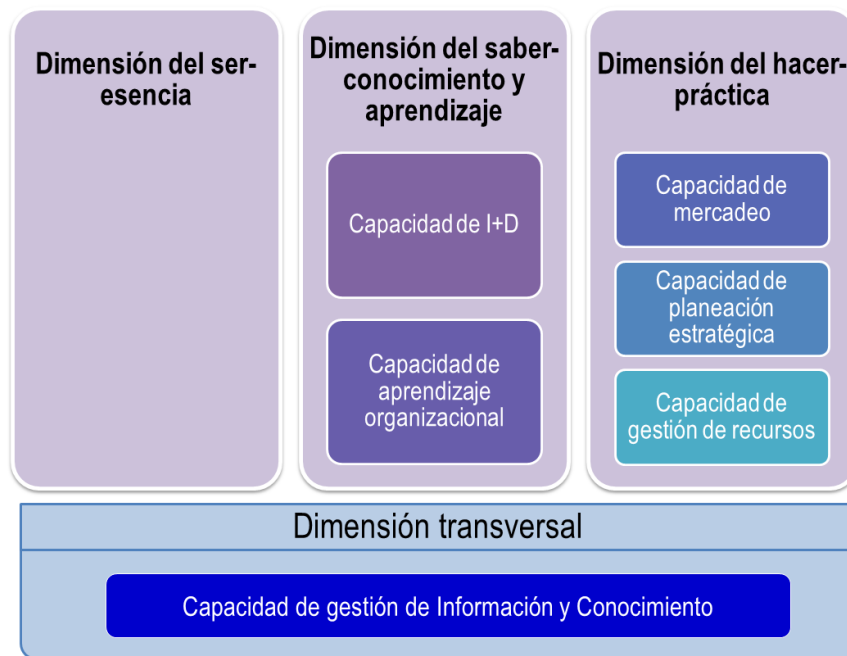 Dimensión del ser-
esencia
Dimensión del saber-
conocimiento y
aprendizaje
Capacidad de I+D
Capacidad de
aprendizaje
organizacional
Dimensión del hacer-
práctica
Capacidad de
mercadeo
Capacidad de
planeación
estratégica
Capacidad de
gestión de recursos
Dimensión transversal
Capacidad de gestión de Información y Conocimiento